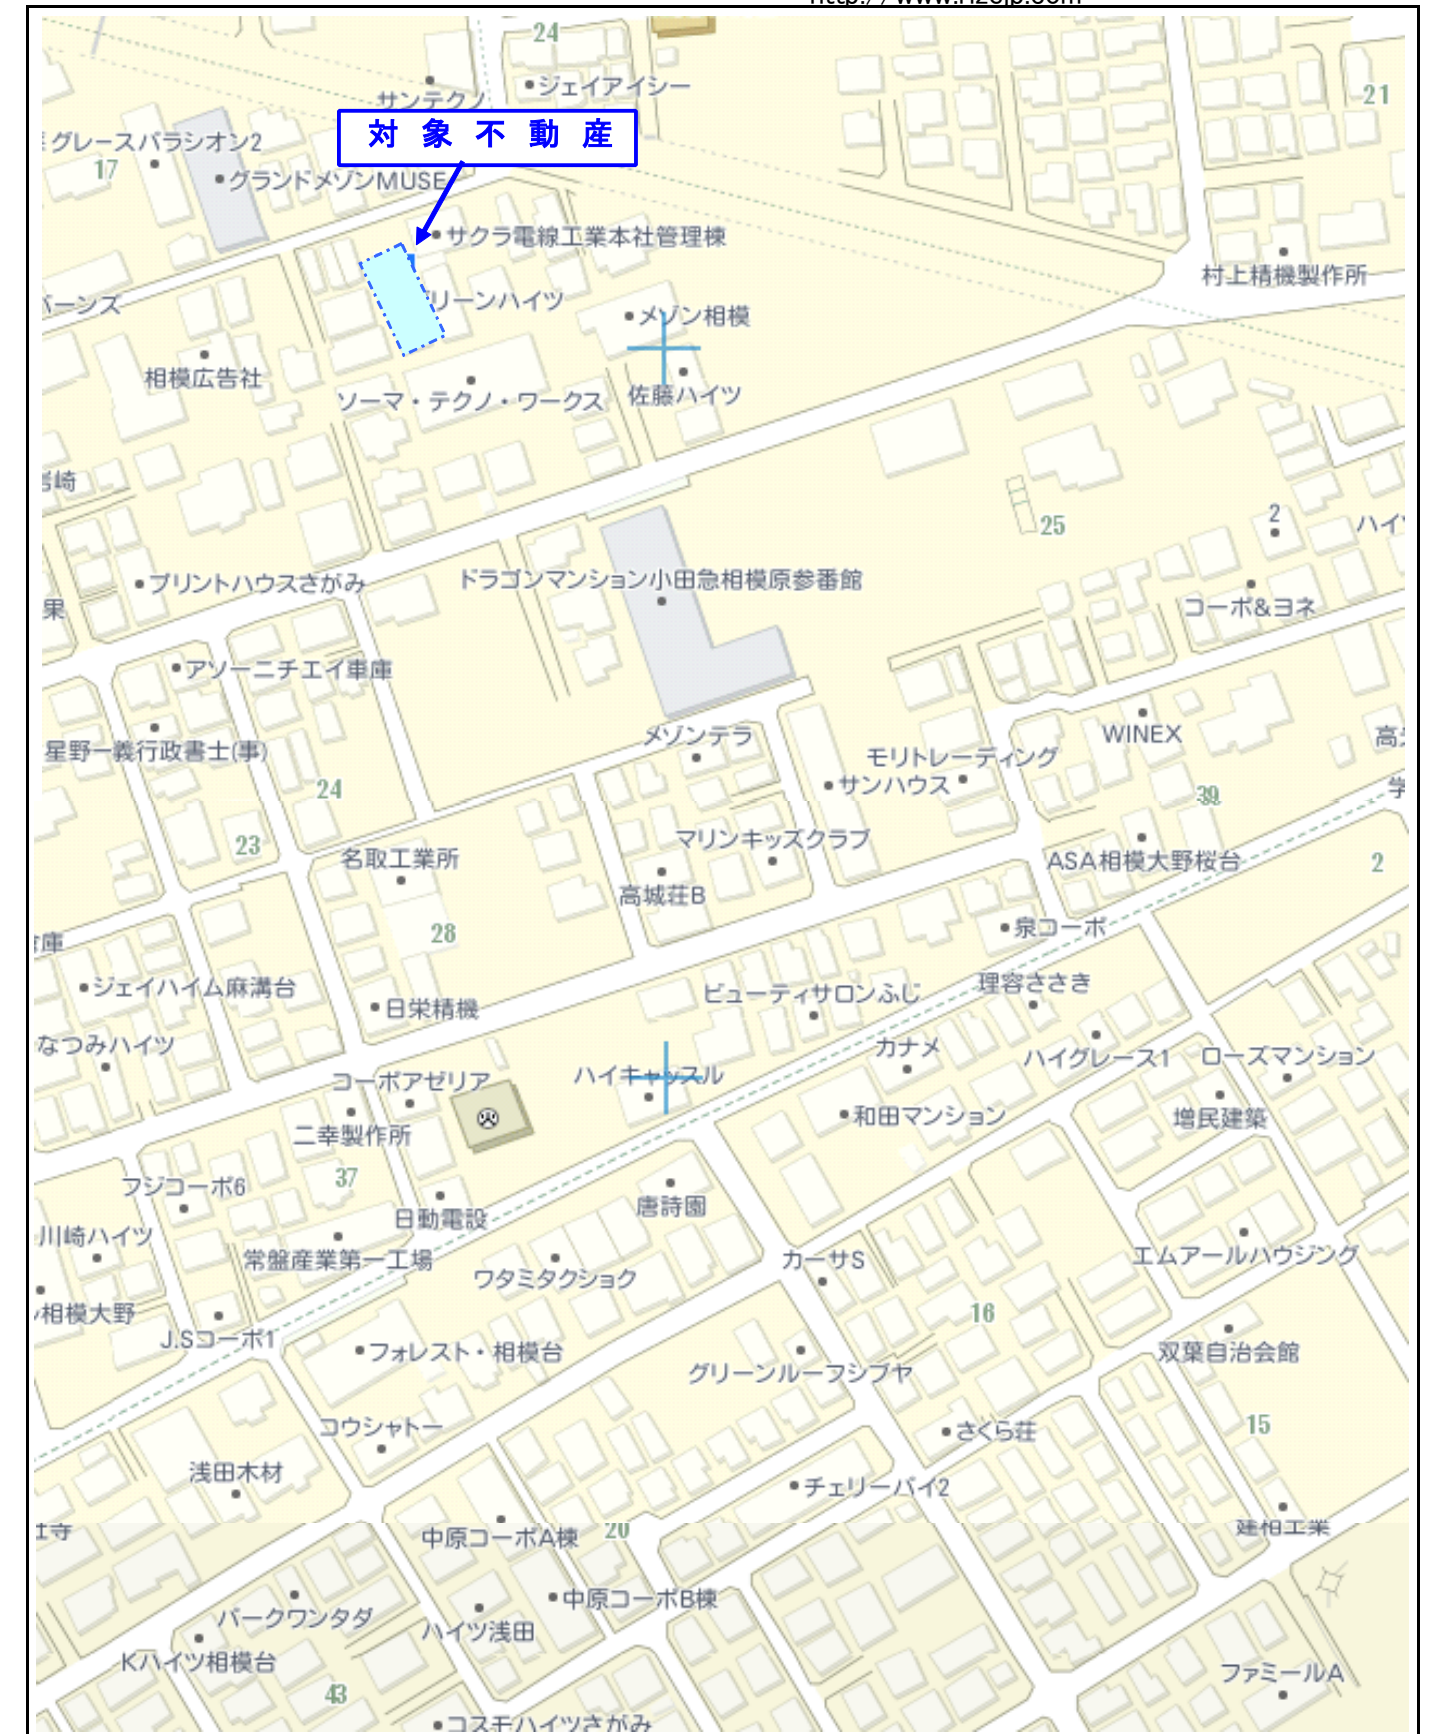 24
ジェイアイシー
サンテクノ
21
対象不動産
グレースパラシオン2
17
グランドメゾンMUSE
サクラ電線工業本社管理棟
村上精機製作所
バーンズ
リーンハイツ
メゾン相模
相模広告社
佐藤ハイツ
ソーマ・テクノ・ワークス
崎
2
25
ハイツ
プリントハウスさがみ
ドラゴンマンション小田急相模原参番館
コーポ&ヨネ
果
アソーニチエイ車庫
メゾンテラ
WINEX
高
星野一義行政書士(事)
モリトレーディング
サンハウス
学
24
39
マリンキッズクラブ
23
名取工業所
ASA相模大野桜台
2
高城荘B
28
泉コーポ
倉庫
ジェイハイム麻溝台
理容ささき
ビューティサロンふじ
日栄精機
なつみハイツ
カナメ
ハイグレース1
ローズマンション
コーポアゼリア
ハイキャッスル
和田マンション
増民建築
二幸製作所
37
フジコーポ6
唐詩園
日動電設
川崎ハイツ
常盤産業第一工場
カーサS
エムアールハウジング
ワタミタクショク
相模大野
16
J.Sコーポ1
フォレスト・相模台
双葉自治会館
グリーンルーフシブヤ
コウシャトー
さくら荘
15
浅田木材
チェリーパイ2
寺
中原コーポA棟
20
建相工業
中原コーポB棟
パークワンタダ
ハイツ浅田
Kハイツ相模台
ファミールA
43
コスモハイツさがみ